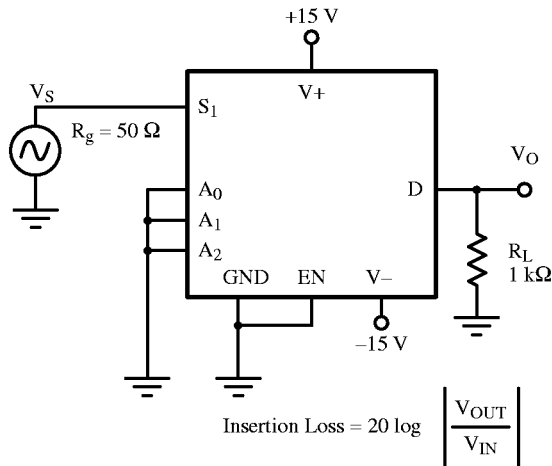 +15 V
V+
VS
S1
Rg = 50 Ω
A0
A1
A2
D
VO
RL
1 kΩ
GND EN V–
–15 V
Insertion Loss = 20 log | VOUT / VIN |